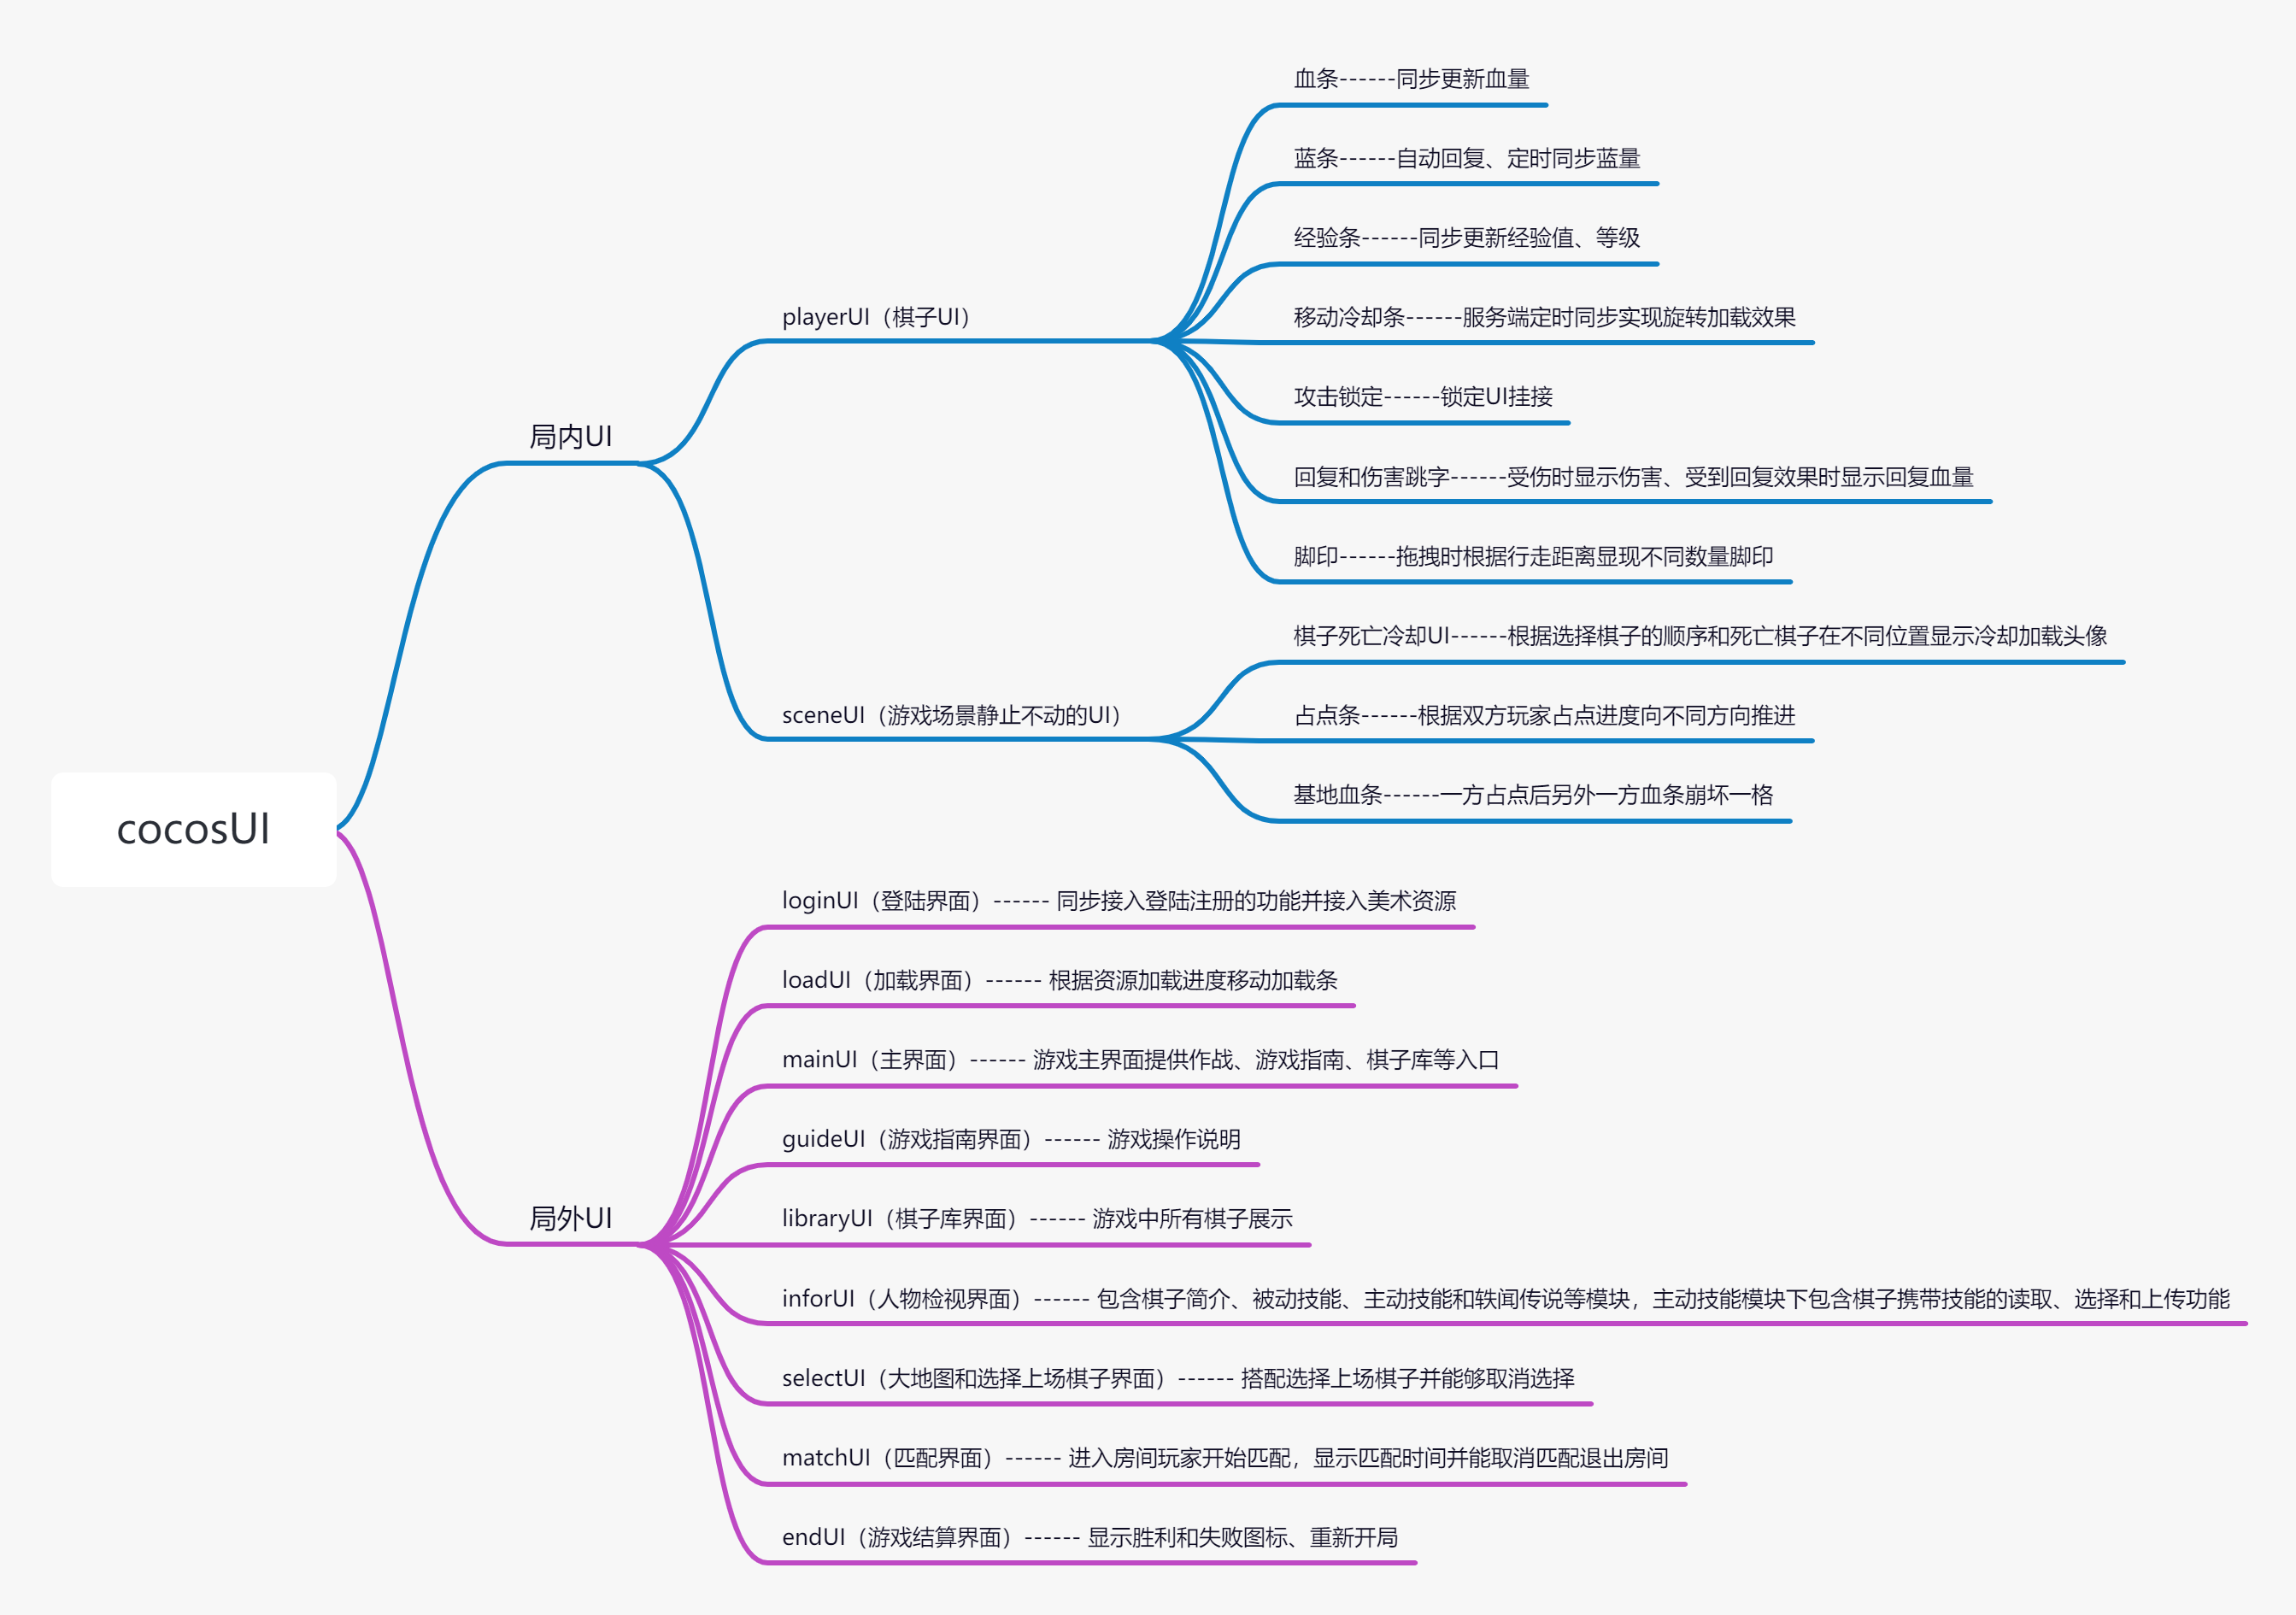 cocosUI
局内UI
playerUI（棋子UI）
血条------同步更新血量
蓝条------自动回复、定时同步蓝量
经验条------同步更新经验值、等级
移动冷却条------服务端定时同步实现旋转加载效果
攻击锁定------锁定UI挂接
回复和伤害跳字------受伤时显示伤害、受到回复效果时显示回复血量
脚印------拖拽时根据行走距离显现不同数量脚印
sceneUI（游戏场景静止不动的UI）
棋子死亡冷却UI------根据选择棋子的顺序和死亡棋子在不同位置显示冷却加载头像
占点条------根据双方玩家占点进度向不同方向推进
基地血条------一方占点后另外一方血条崩坏一格
局外UI
loginUI（登陆界面）------ 同步接入登陆注册的功能并接入美术资源
loadUI（加载界面）------ 根据资源加载进度移动加载条
mainUI（主界面）------ 游戏主界面提供作战、游戏指南、棋子库等入口
guideUI（游戏指南界面）------ 游戏操作说明
libraryUI（棋子库界面）------ 游戏中所有棋子展示
inforUI（人物检视界面）------ 包含棋子简介、被动技能、主动技能和轶闻传说等模块，主动技能模块下包含棋子携带技能的读取、选择和上传功能
selectUI（大地图和选择上场棋子界面）------ 搭配选择上场棋子并能够取消选择
matchUI（匹配界面）------ 进入房间玩家开始匹配，显示匹配时间并能取消匹配退出房间
endUI（游戏结算界面）------ 显示胜利和失败图标、重新开局